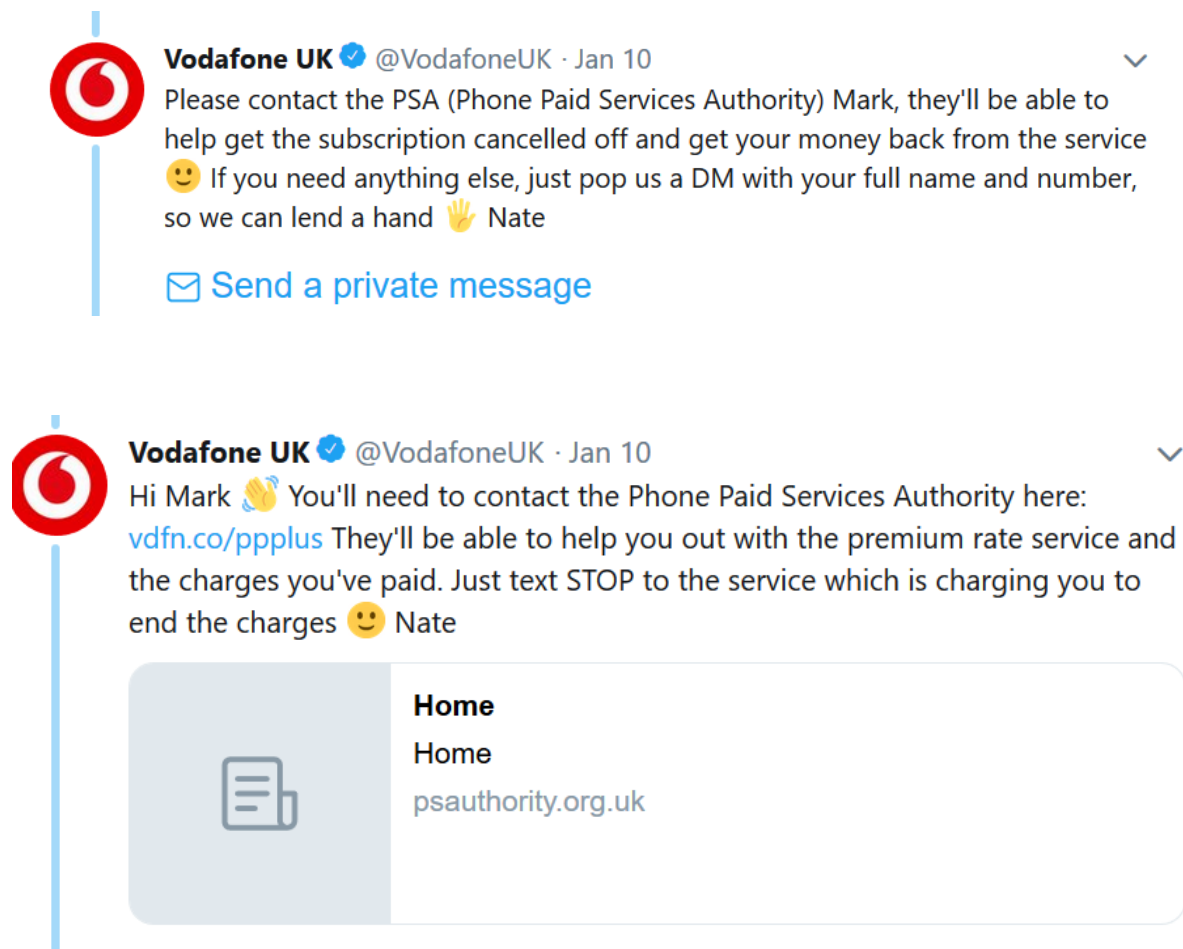 Vodafone UK @VodafoneUK · Jan 10
Please contact the PSA (Phone Paid Services Authority) Mark, they'll be able to
help get the subscription cancelled off and get your money back from the service
🙂 If you need anything else, just pop us a DM with your full name and number,
so we can lend a hand 🖐 Nate
Send a private message
Vodafone UK @VodafoneUK · Jan 10
Hi Mark 👋 You'll need to contact the Phone Paid Services Authority here:
vdfn.co/ppplus They'll be able to help you out with the premium rate service and
the charges you've paid. Just text STOP to the service which is charging you to
end the charges 🙂 Nate
Home
Home
psauthority.org.uk